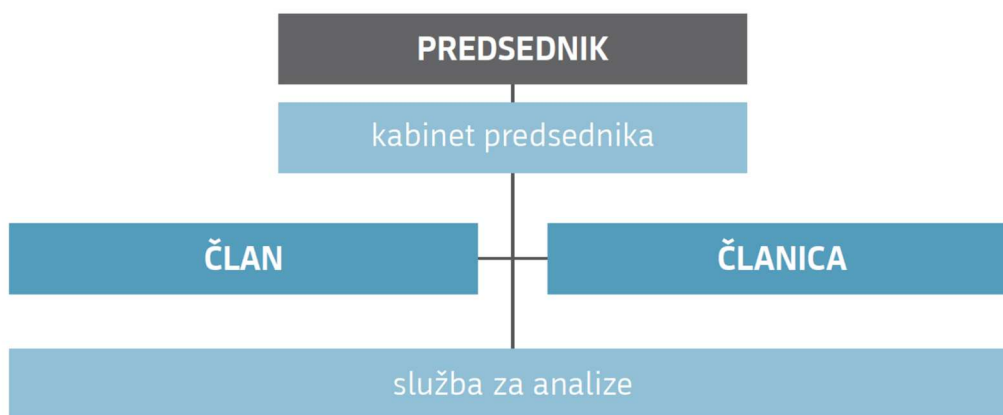 PREDSEDNIK
kabinet predsednika
ČLAN
ČLANICA
služba za analize